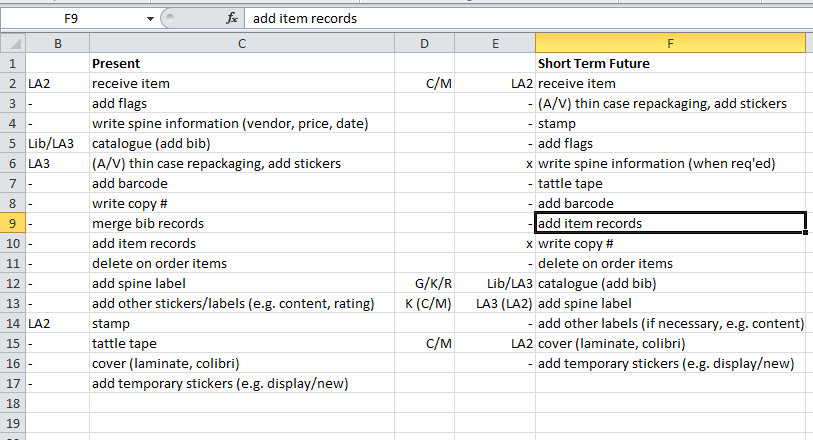 F9 fx add item records
B C D E F
1 Present Short Term Future
2 LA2 receive item C/M LA2 receive item
3 - add flags - (A/V) thin case repackaging, add stickers
4 - write spine information (vendor, price, date) - stamp
5 Lib/LA3 catalogue (add bib) - add flags
6 LA3 (A/V) thin case repackaging, add stickers x write spine information (when req'ed)
7 - add barcode - tattle tape
8 - write copy # - add barcode
9 - merge bib records - add item records
10 - add item records x write copy #
11 - delete on order items - delete on order items
12 - add spine label G/K/R Lib/LA3 catalogue (add bib)
13 - add other stickers/labels (e.g. content, rating) K (C/M) LA3 (LA2) add spine label
14 LA2 stamp - add other labels (if necessary, e.g. content)
15 - tattle tape C/M LA2 cover (laminate, colibri)
16 - cover (laminate, colibri) - add temporary stickers (e.g. display/new)
17 - add temporary stickers (e.g. display/new)
18
19